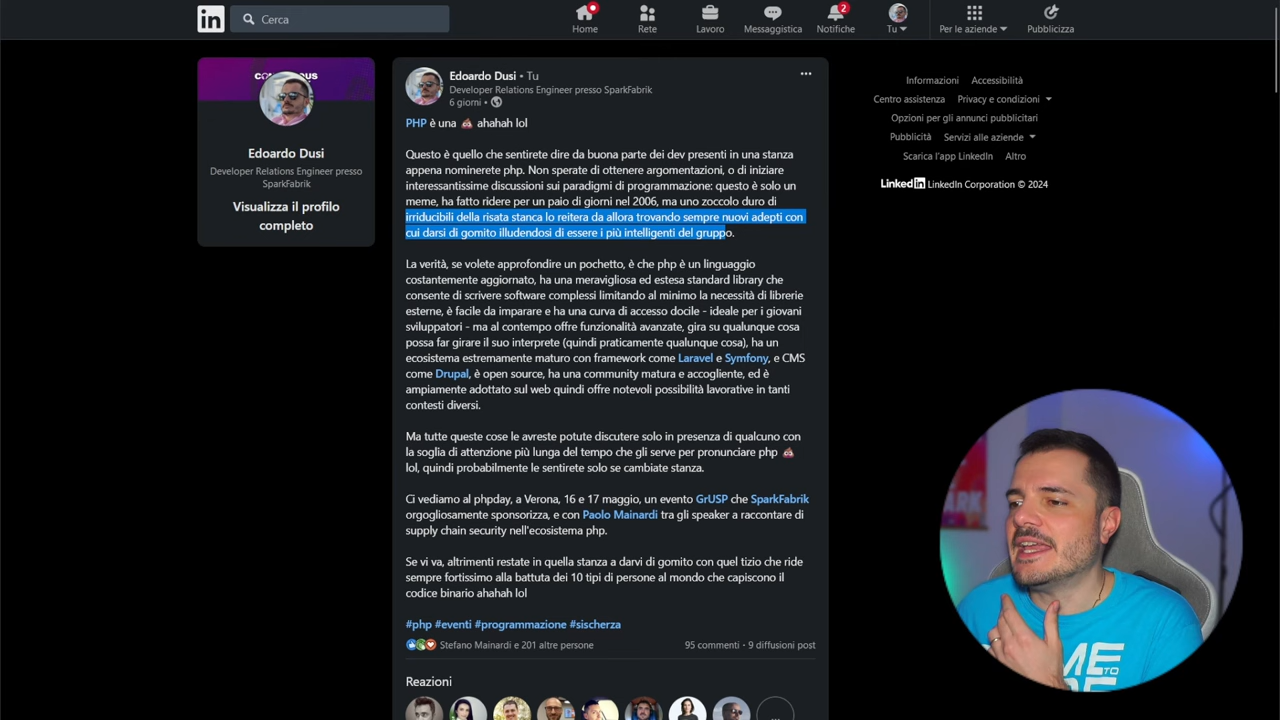 in
Cerca
Home
Rete
Lavoro
Messaggistica
2
Notifiche
Tu
Per le aziende
Pubblicizza
Edoardo Dusi
Developer Relations Engineer presso
SparkFabrik
Visualizza il profilo
completo
Edoardo Dusi • Tu
Developer Relations Engineer presso SparkFabrik
6 giorni •
PHP è una 💩 ahahah lol
Questo è quello che sentirete dire da buona parte dei dev presenti in una stanza
appena nominerete php. Non sperate di ottenere argomentazioni, o di iniziare
interessantissime discussioni sui paradigmi di programmazione: questo è solo un
meme, ha fatto ridere per un paio di giorni nel 2006, ma uno zoccolo duro di
irriducibili della risata stanca lo reitera da allora trovando sempre nuovi adepti con
cui darsi di gomito illudendosi di essere i più intelligenti del gruppo.
La verità, se volete approfondire un pochetto, è che php è un linguaggio
costantemente aggiornato, ha una meravigliosa ed estesa standard library che
consente di scrivere software complessi limitando al minimo la necessità di librerie
esterne, è facile da imparare e ha una curva di accesso docile - ideale per i giovani
sviluppatori - ma al contempo offre funzionalità avanzate, gira su qualunque cosa
possa far girare il suo interprete (quindi praticamente qualunque cosa), ha un
ecosistema estremamente maturo con framework come Laravel e Symfony, e CMS
come Drupal, è open source, ha una community matura e accogliente, ed è
ampiamente adottato sul web quindi offre notevoli possibilità lavorative in tanti
contesti diversi.
Ma tutte queste cose le avreste potute discutere solo in presenza di qualcuno con
la soglia di attenzione più lunga del tempo che gli serve per pronunciare php 💩
lol, quindi probabilmente le sentirete solo se cambiate stanza.
Ci vediamo al phpday, a Verona, 16 e 17 maggio, un evento GrUSP che SparkFabrik
orgogliosamente sponsorizza, e con Paolo Mainardi tra gli speaker a raccontare di
supply chain security nell'ecosistema php.
Se vi va, altrimenti restate in quella stanza a darvi di gomito con quel tizio che ride
sempre fortissimo alla battuta dei 10 tipi di persone al mondo che capiscono il
codice binario ahahah lol
#php #eventi #programmazione #sischerza
Stefano Mainardi e 201 altre persone
95 commenti • 9 diffusioni post
Reazioni
Informazioni
Accessibilità
Centro assistenza
Privacy e condizioni
Opzioni per gli annunci pubblicitari
Pubblicità
Servizi alle aziende
Scarica l'app LinkedIn
Altro
LinkedIn LinkedIn Corporation © 2024
TO